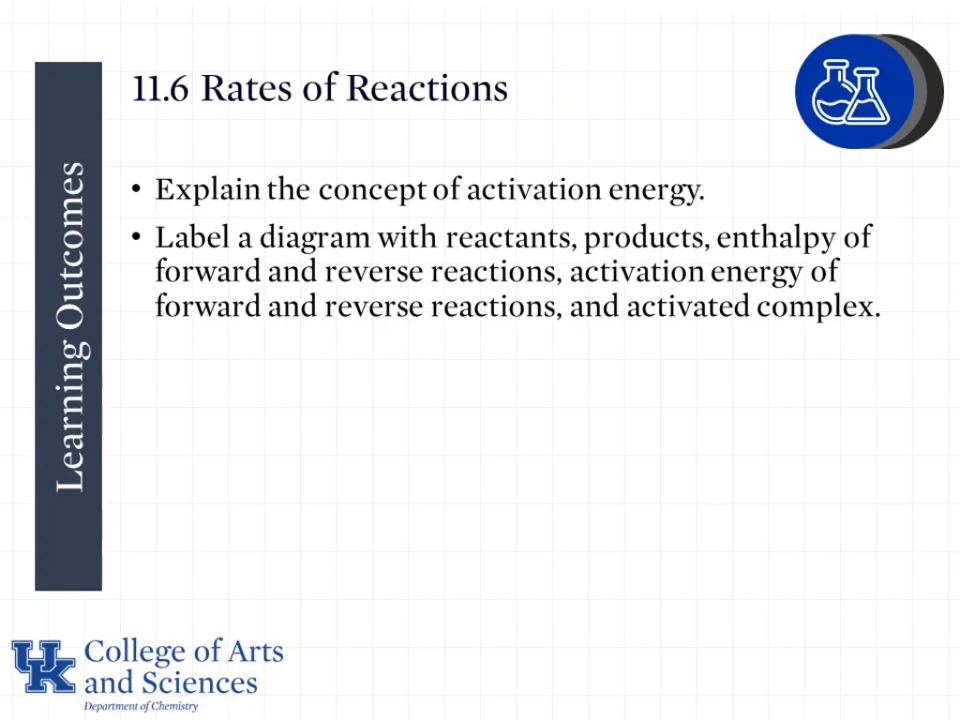 11.6 Rates of Reactions
Learning Outcomes
• Explain the concept of activation energy.
• Label a diagram with reactants, products, enthalpy of
forward and reverse reactions, activation energy of
forward and reverse reactions, and activated complex.
UK
College of Arts
and Sciences
Department of Chemistry